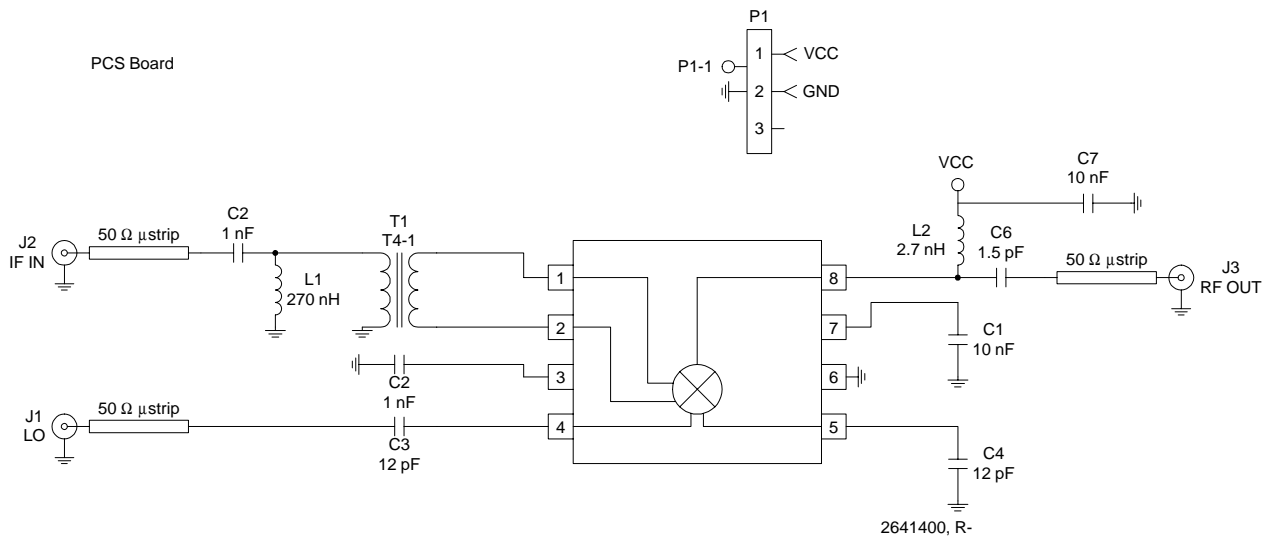 P1
PCS Board
1
VCC
P1-1
2
GND
3
VCC
C7
10 nF
J2
IF IN
50 Ω µstrip
C2
1 nF
L1
270 nH
T1
T4-1
L2
2.7 nH
C6
1.5 pF
50 Ω µstrip
J3
RF OUT
1
8
2
7
C1
10 nF
3
6
C2
1 nF
J1
LO
50 Ω µstrip
C3
12 pF
4
5
C4
12 pF
2641400, R-